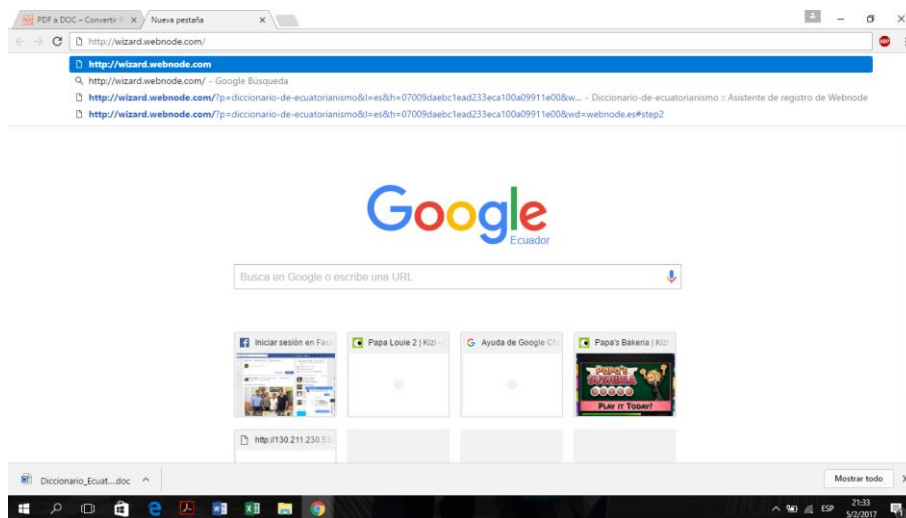 PDF a DOC – Convertir P
Nueva pestaña
http://wizard.webnode.com/
http://wizard.webnode.com
http://wizard.webnode.com/ - Google Búsqueda
http://wizard.webnode.com/?p=diccionario-de-ecuatorianismo&l=es&h=07009daebc1ead233eca100a09911e00&w... - Diccionario-de-ecuatorianismo :: Asistente de registro de Webnode
http://wizard.webnode.com/?p=diccionario-de-ecuatorianismo&l=es&h=07009daebc1ead233eca100a09911e00&wd=webnode.es#step2
Google
Ecuador
Busca en Google o escribe una URL
Iniciar sesión en Face
Papa Louie 2 | Kizi -
Ayuda de Google Ch
Papa's Bakeria | Kizi
Papa's
PLAY IT TODAY!
http://130.211.230.53
Diccionario_Ecuat....doc
Mostrar todo
ESP
21:33
5/2/2017